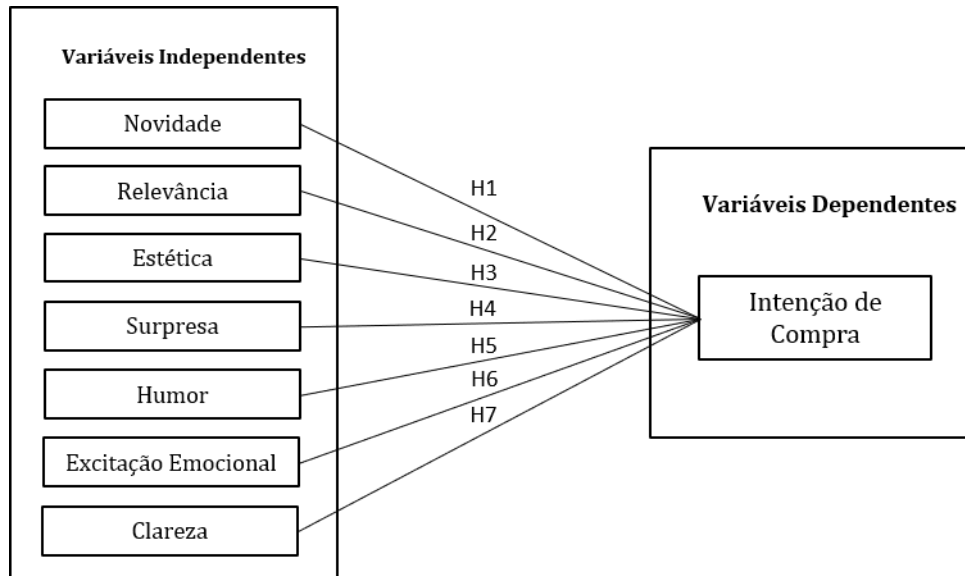 Variáveis Independentes
Novidade
Relevância
Estética
Surpresa
Humor
Excitação Emocional
Clareza
H1
H2
H3
H4
H5
H6
H7
Variáveis Dependentes
Intenção de
Compra